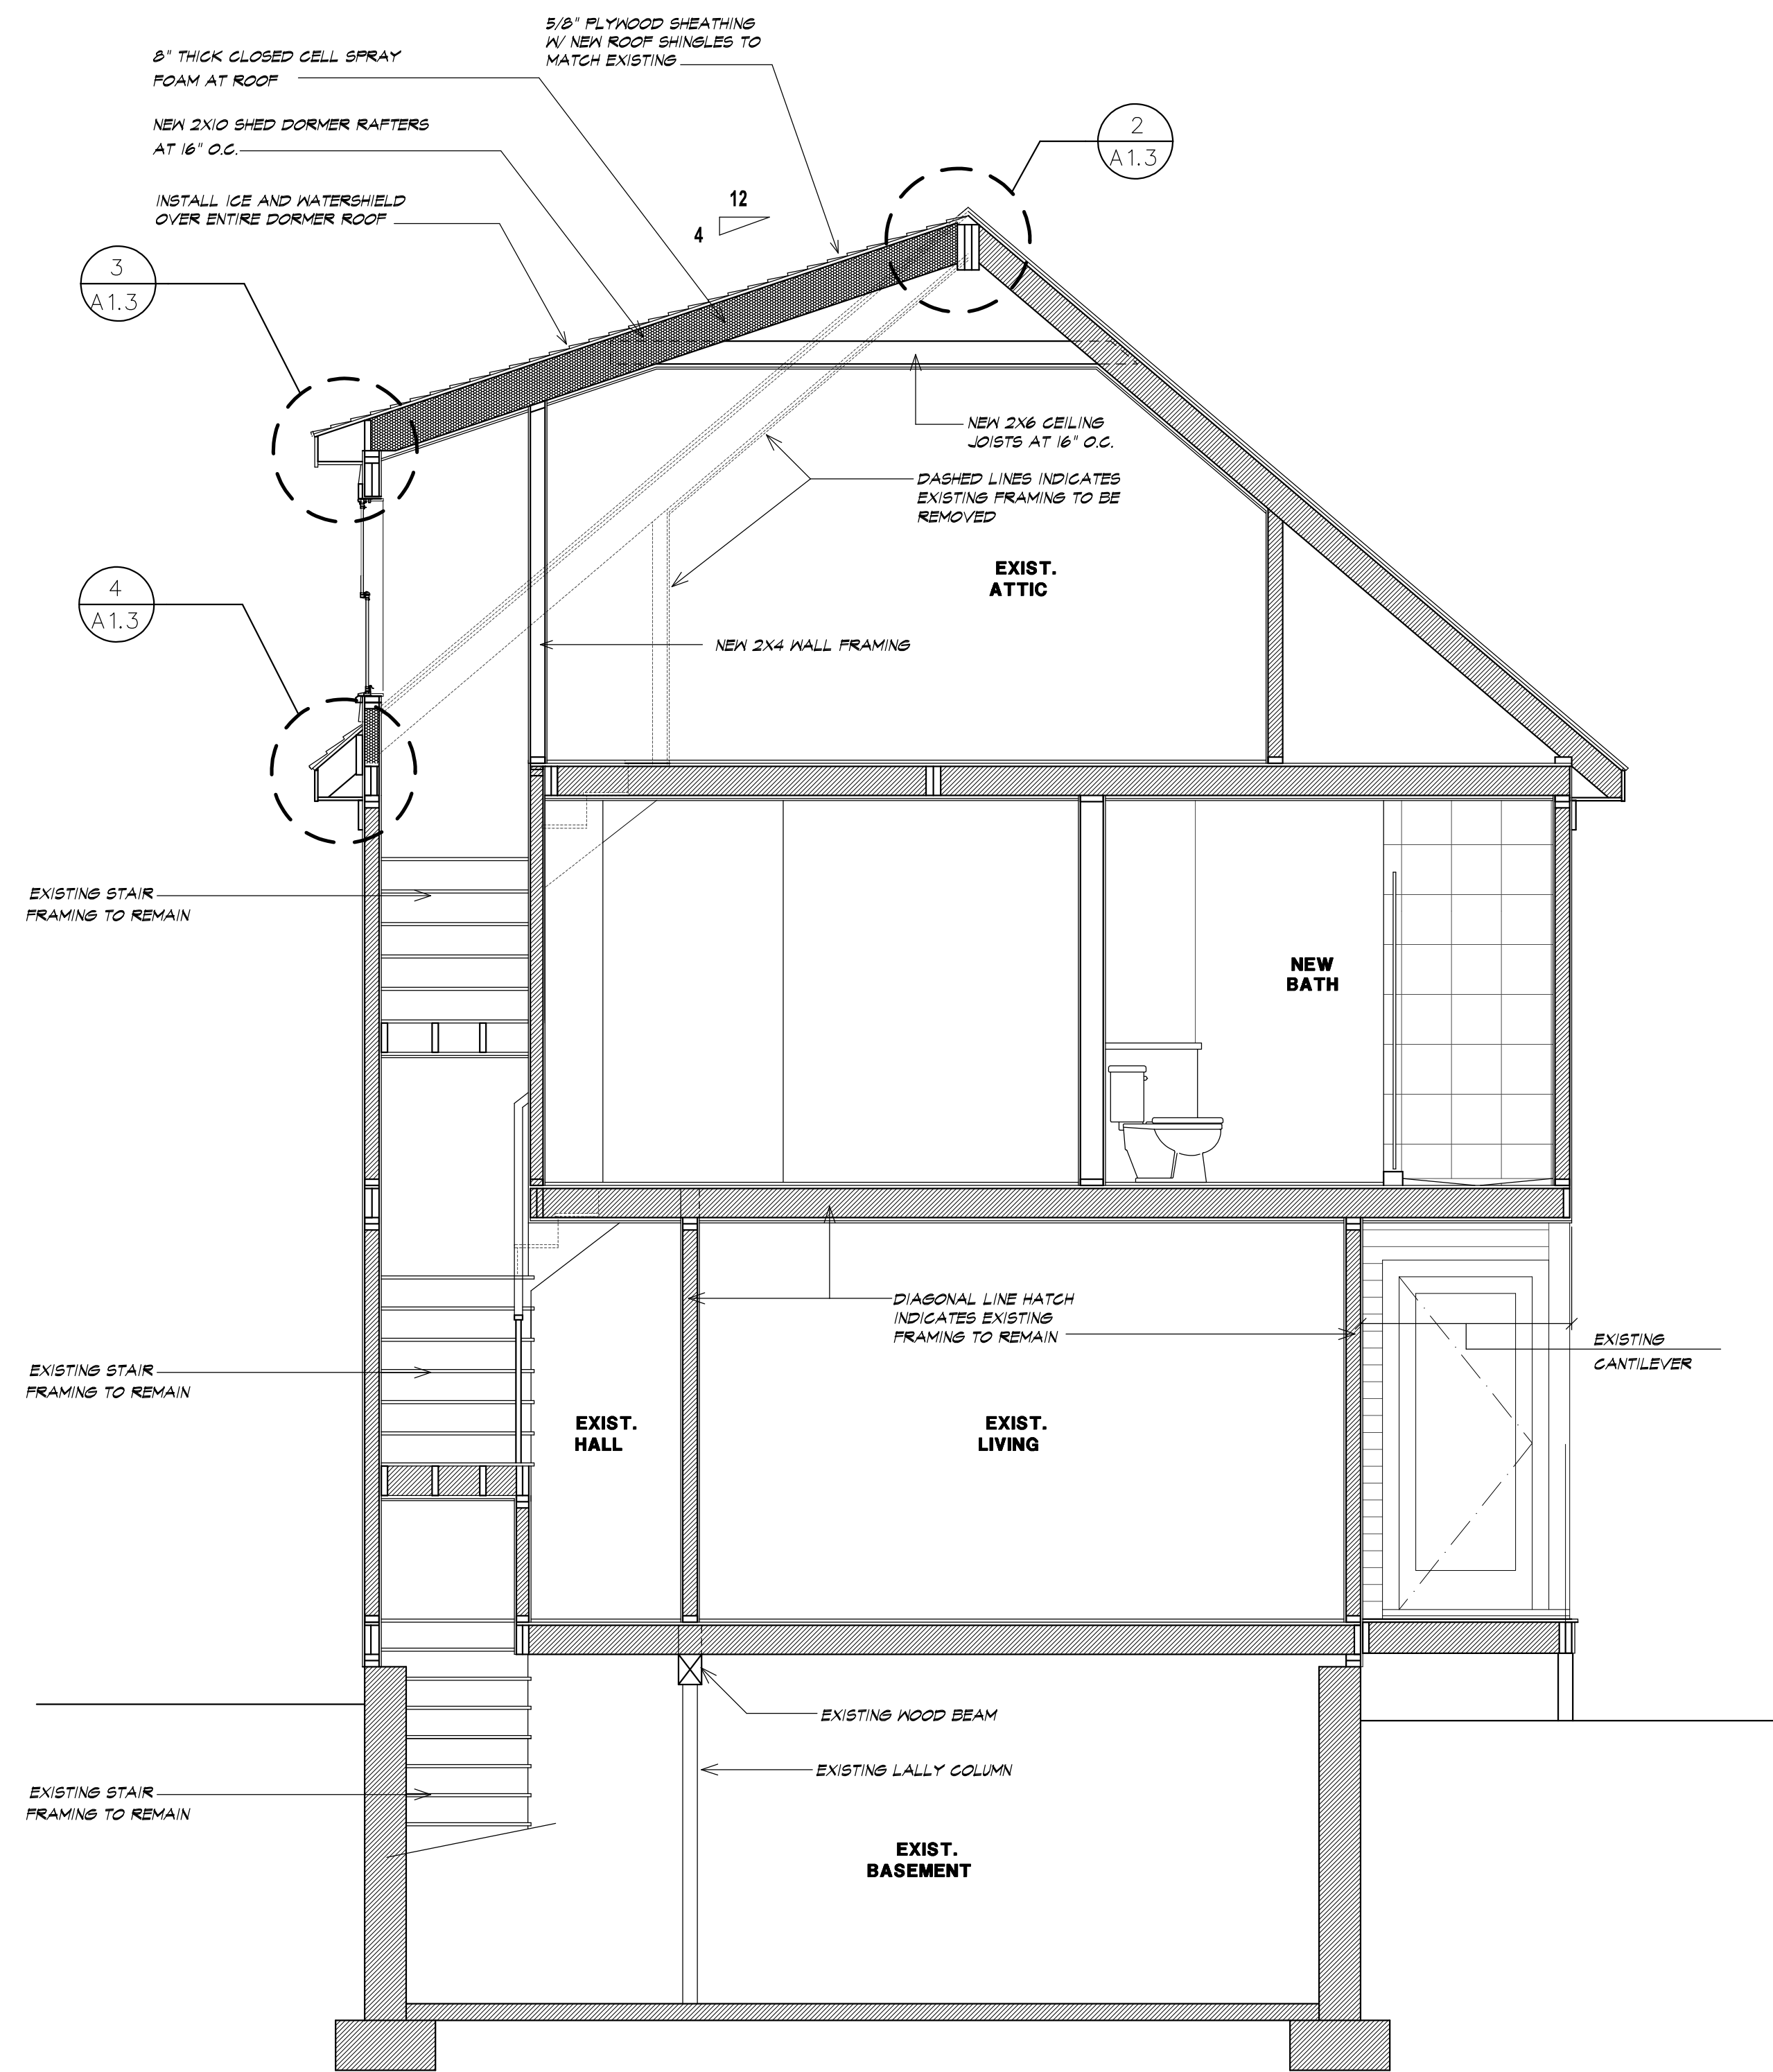 5/8" PLYWOOD SHEATHING
W/ NEW ROOF SHINGLES TO
MATCH EXISTING
8" THICK CLOSED CELL SPRAY
FOAM AT ROOF
NEW 2X10 SHED DORMER RAFTERS
AT 16" O.C.
INSTALL ICE AND WATERSHIELD
OVER ENTIRE DORMER ROOF
2
A1.3
12
4
3
A1.3
NEW 2X6 CEILING
JOISTS AT 16" O.C.
DASHED LINES INDICATES
EXISTING FRAMING TO BE
REMOVED
EXIST.
ATTIC
4
A1.3
NEW 2X4 WALL FRAMING
EXISTING STAIR
FRAMING TO REMAIN
NEW
BATH
DIAGONAL LINE HATCH
INDICATES EXISTING
FRAMING TO REMAIN
EXISTING
CANTILEVER
EXISTING STAIR
FRAMING TO REMAIN
EXIST.
HALL
EXIST.
LIVING
EXISTING WOOD BEAM
EXISTING LALLY COLUMN
EXISTING STAIR
FRAMING TO REMAIN
EXIST.
BASEMENT